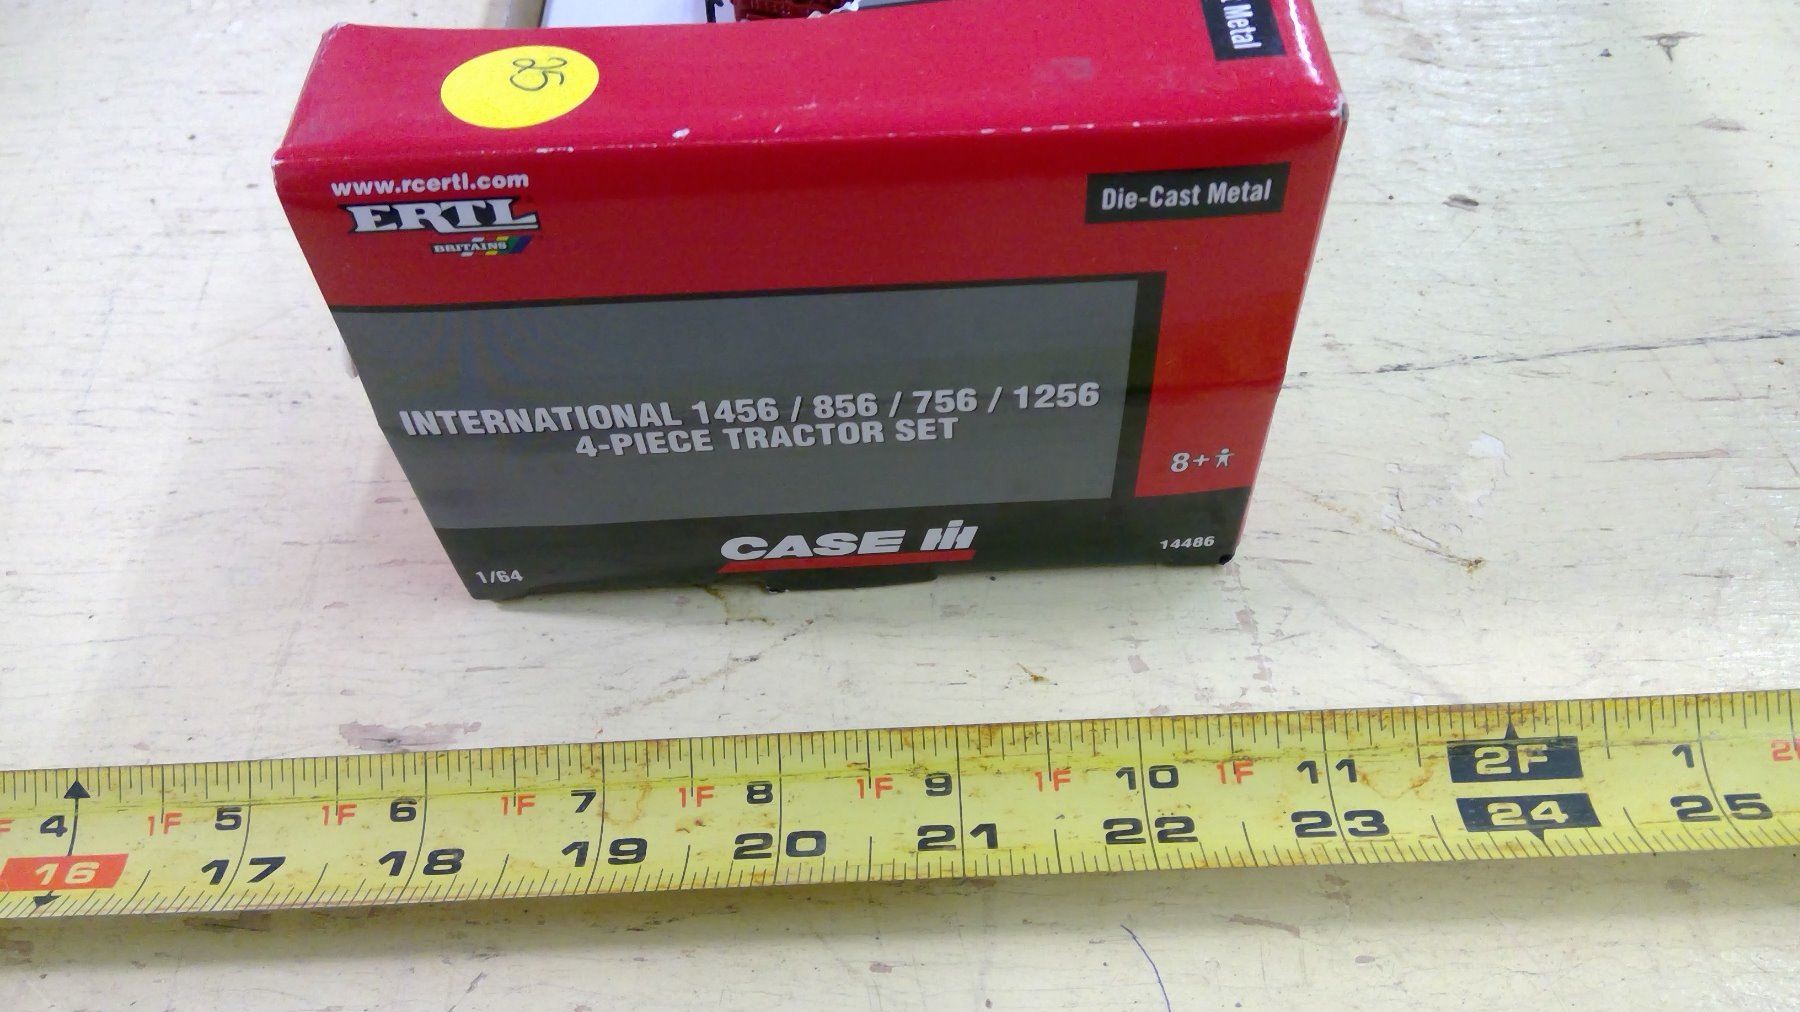 25
Metal
www.rcertl.com
ERTL
BRITAINS
Die-Cast Metal
INTERNATIONAL 1456 / 856 / 756 / 1256
4-PIECE TRACTOR SET
8+
CASE IH
14486
1/64
4 1F 5 1F 6 1F 7 1F 8 1F 9 1F 10 1F 11 2F 1
16 17 18 19 20 21 22 23 24 25